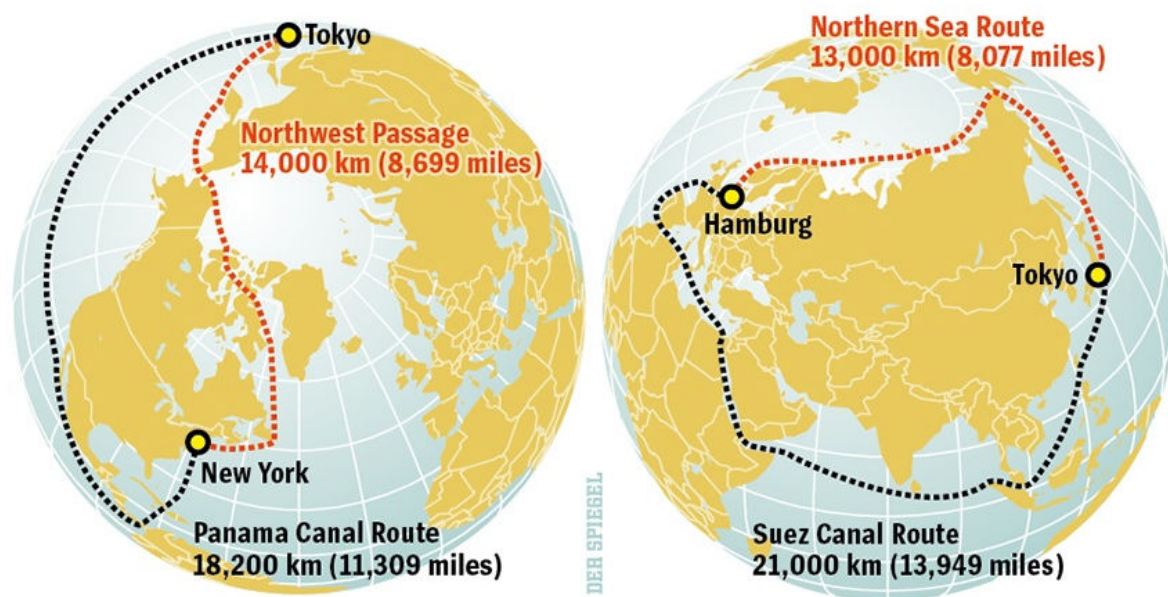 Tokyo
Northwest Passage
14,000 km (8,699 miles)
New York
Panama Canal Route
18,200 km (11,309 miles)
DER SPIEGEL
Northern Sea Route
13,000 km (8,077 miles)
Hamburg
Tokyo
Suez Canal Route
21,000 km (13,949 miles)